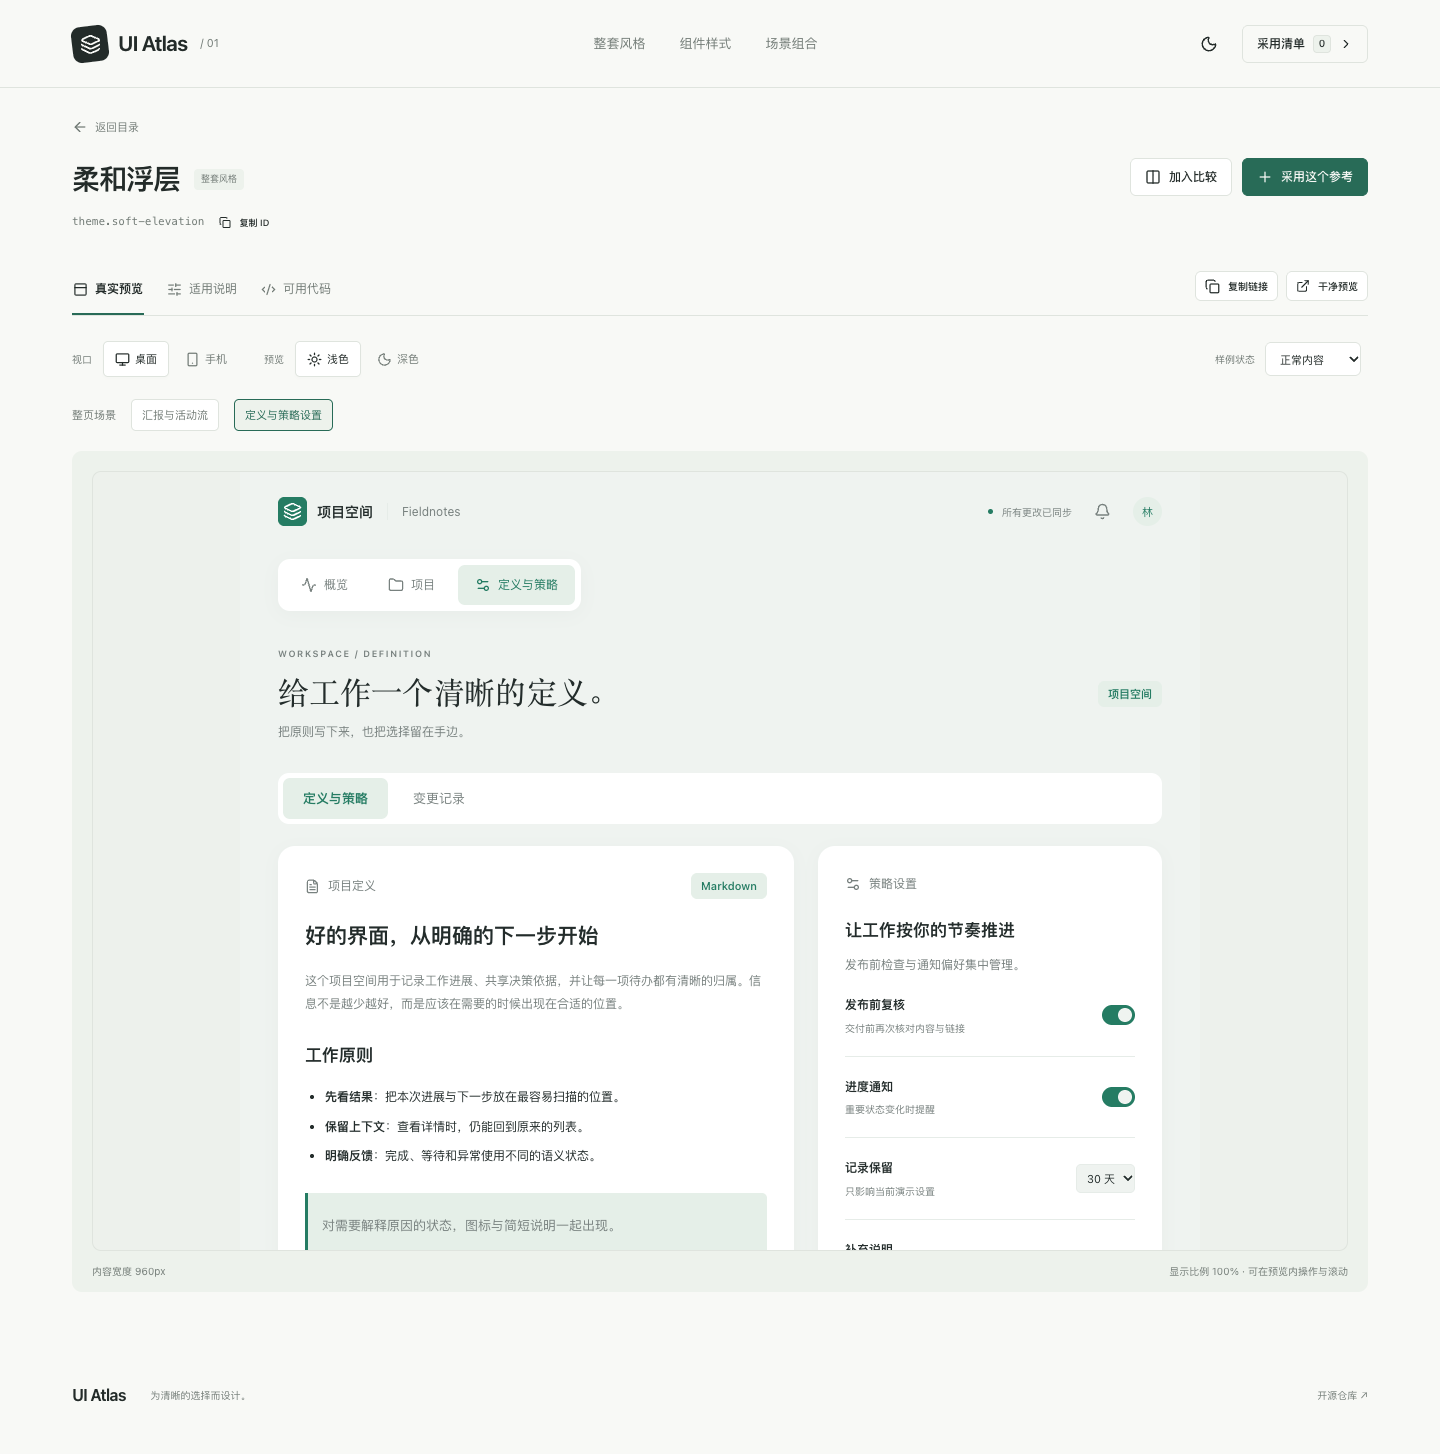 UI Atlas / 01
整套风格 组件样式 场景组合
采用清单 0
返回目录
柔和浮层 整套风格
加入比较 采用这个参考
theme.soft-elevation 复制 ID
真实预览 适用说明 可用代码
复制链接 干净预览
视口 桌面 手机 预览 浅色 深色
样例状态 正常内容
整页场景 汇报与活动流 定义与策略设置
项目空间 Fieldnotes
所有更改已同步 林
概览 项目 定义与策略
WORKSPACE / DEFINITION
给工作一个清晰的定义。
项目空间
把原则写下来，也把选择留在手边。
定义与策略 变更记录
项目定义 Markdown
好的界面，从明确的下一步开始
这个项目空间用于记录工作进展、共享决策依据，并让每一项待办都有清晰的归属。信
息不是越少越好，而是应该在需要的时候出现在合适的位置。
工作原则
先看结果：把本次进展与下一步放在最容易扫描的位置。
保留上下文：查看详情时，仍能回到原来的列表。
明确反馈：完成、等待和异常使用不同的语义状态。
对需要解释原因的状态，图标与简短说明一起出现。
策略设置
让工作按你的节奏推进
发布前检查与通知偏好集中管理。
发布前复核
交付前再次核对内容与链接
进度通知
重要状态变化时提醒
记录保留
只影响当前演示设置
30 天
补充说明
内容宽度 960px
显示比例 100% · 可在预览内操作与滚动
UI Atlas 为清晰的选择而设计。
开源仓库 ↗